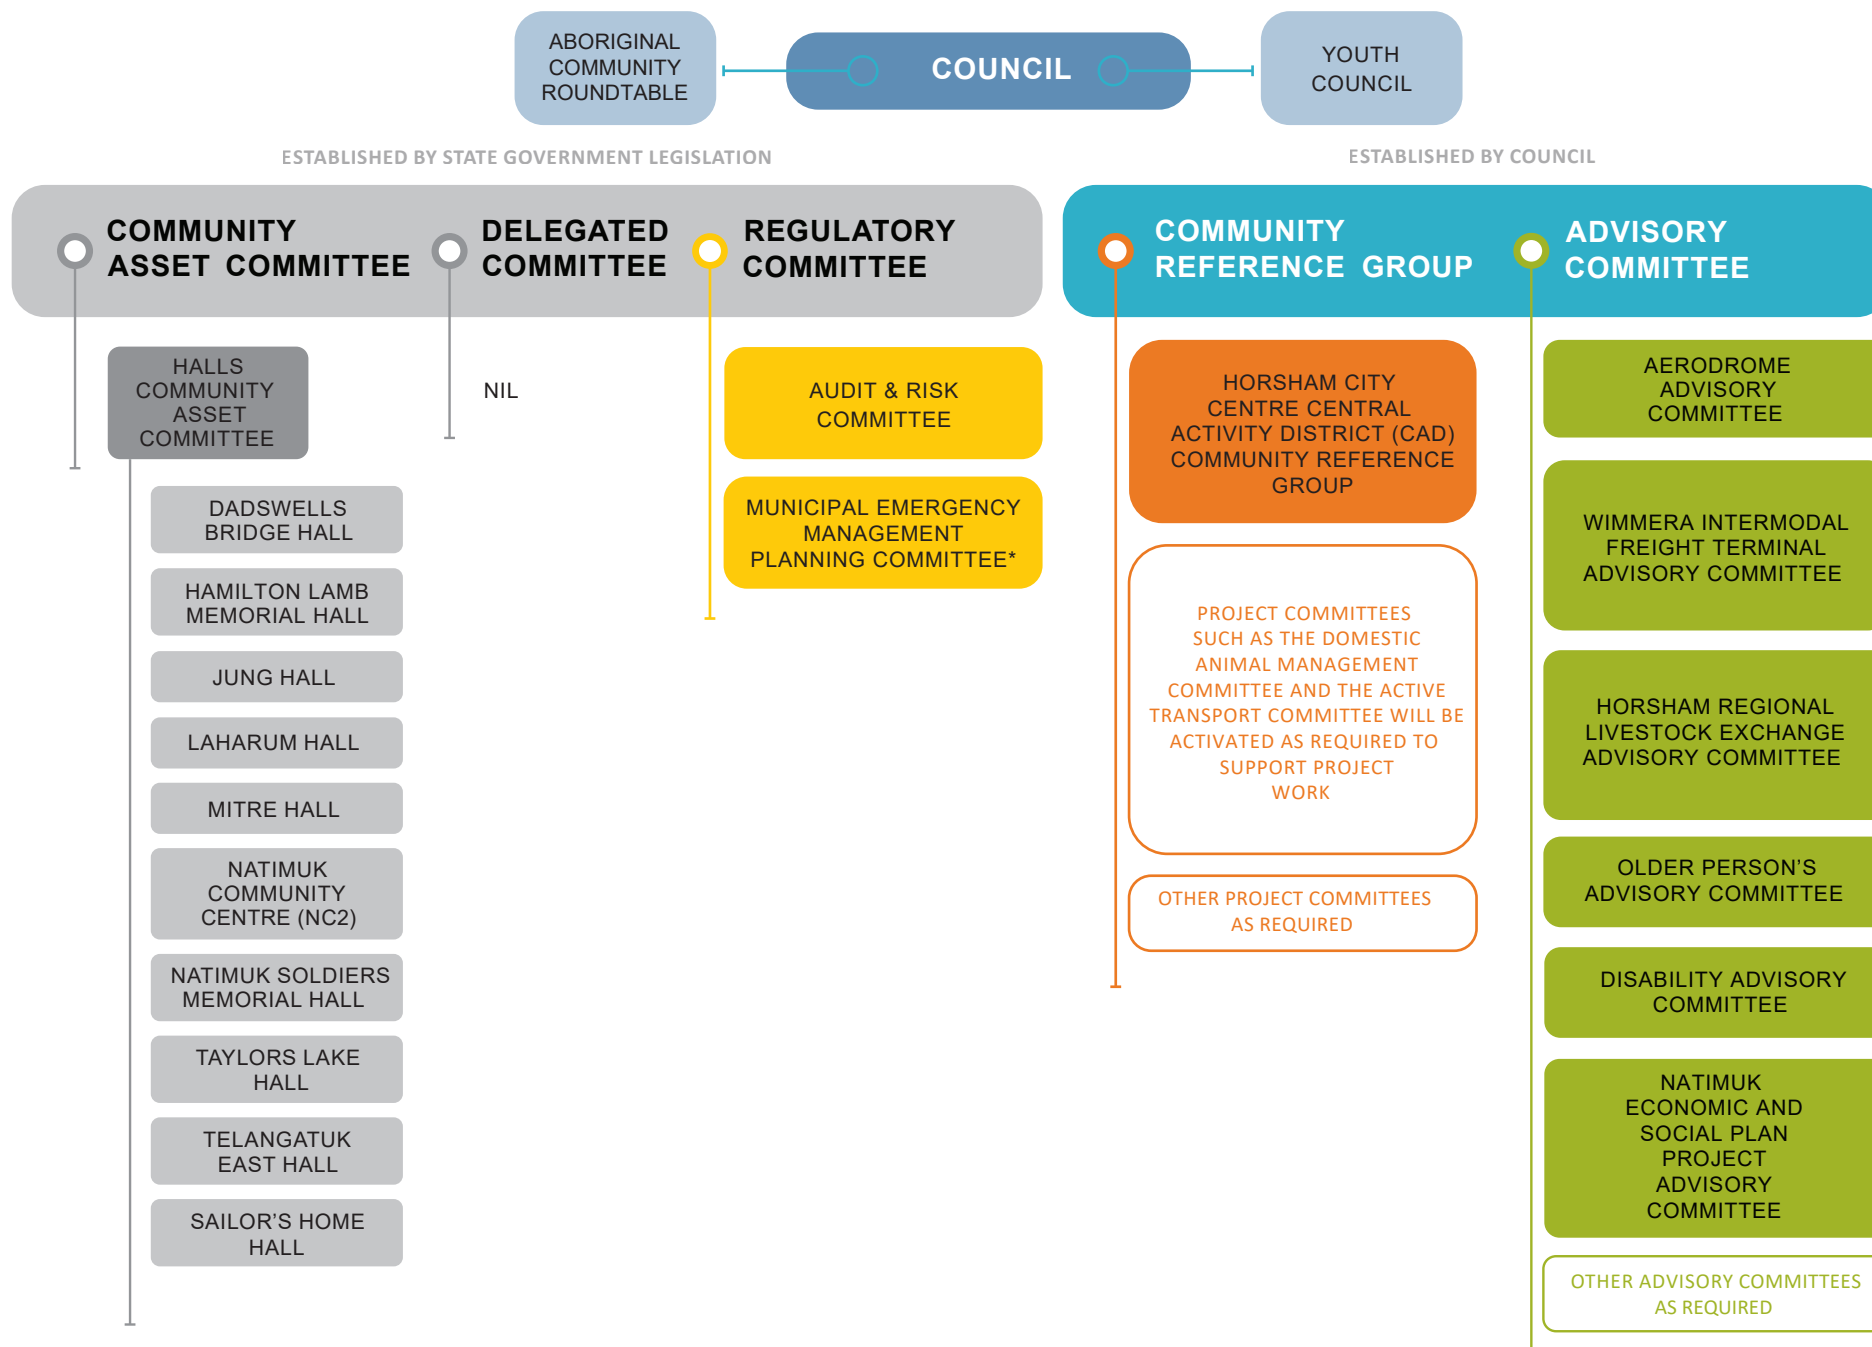 ABORIGINAL
COMMUNITY
ROUNDTABLE
COUNCIL
YOUTH
COUNCIL
ESTABLISHED BY STATE GOVERNMENT LEGISLATION
ESTABLISHED BY COUNCIL
COMMUNITY
ASSET COMMITTEE
DELEGATED
COMMITTEE
REGULATORY
COMMITTEE
COMMUNITY
REFERENCE GROUP
ADVISORY
COMMITTEE
HALLS
COMMUNITY
ASSET
COMMITTEE
DADSWELLS
BRIDGE HALL
HAMILTON LAMB
MEMORIAL HALL
JUNG HALL
LAHARUM HALL
MITRE HALL
NATIMUK
COMMUNITY
CENTRE (NC2)
NATIMUK SOLDIERS
MEMORIAL HALL
TAYLORS LAKE
HALL
TELANGATUK
EAST HALL
SAILOR'S HOME
HALL
NIL
AUDIT & RISK
COMMITTEE
MUNICIPAL EMERGENCY
MANAGEMENT
PLANNING COMMITTEE*
HORSHAM CITY
CENTRE CENTRAL
ACTIVITY DISTRICT (CAD)
COMMUNITY REFERENCE
GROUP
PROJECT COMMITTEES
SUCH AS THE DOMESTIC
ANIMAL MANAGEMENT
COMMITTEE AND THE ACTIVE
TRANSPORT COMMITTEE WILL BE
ACTIVATED AS REQUIRED TO
SUPPORT PROJECT
WORK
OTHER PROJECT COMMITTEES
AS REQUIRED
AERODROME
ADVISORY
COMMITTEE
WIMMERA INTERMODAL
FREIGHT TERMINAL
ADVISORY COMMITTEE
HORSHAM REGIONAL
LIVESTOCK EXCHANGE
ADVISORY COMMITTEE
OLDER PERSON'S
ADVISORY COMMITTEE
DISABILITY ADVISORY
COMMITTEE
NATIMUK
ECONOMIC AND
SOCIAL PLAN
PROJECT
ADVISORY
COMMITTEE
OTHER ADVISORY COMMITTEES
AS REQUIRED